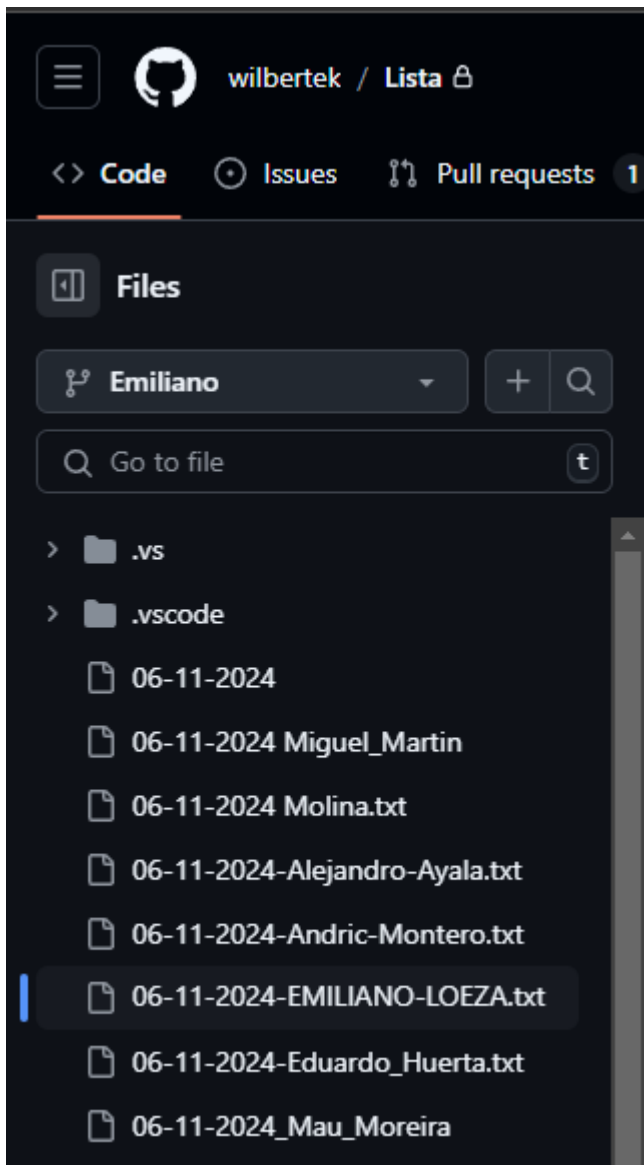 wilbertek / Lista
Code Issues Pull requests 1
Files
Emiliano
Go to file t
.vs
.vscode
06-11-2024
06-11-2024 Miguel_Martin
06-11-2024 Molina.txt
06-11-2024-Alejandro-Ayala.txt
06-11-2024-Andric-Montero.txt
06-11-2024-EMILIANO-LOEZA.txt
06-11-2024-Eduardo_Huerta.txt
06-11-2024_Mau_Moreira